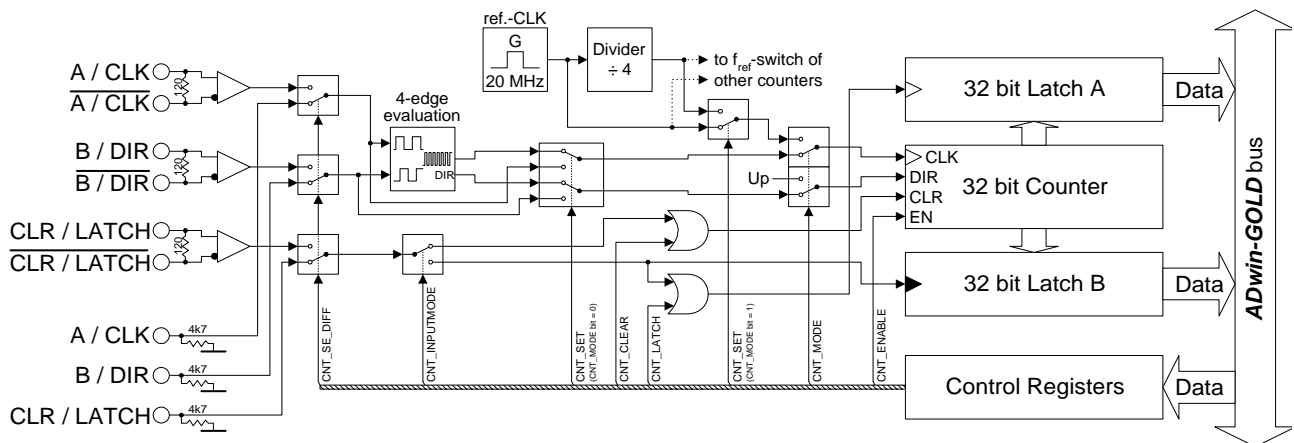 ref.-CLK
G
20 MHz
Divider
÷ 4
to fref-switch of
other counters
A / CLK
120
A / CLK
B / DIR
120
B / DIR
CLR / LATCH
120
CLR / LATCH
A / CLK
4k7
B / DIR
4k7
CLR / LATCH
4k7
4-edge
evaluation
DIR
Up
CNT_SE_DIFF
CNT_INPUTMODE
CNT_SET
(CNT_MODE bit = 0)
CNT_CLEAR
CNT_LATCH
CNT_SET
(CNT_MODE bit = 1)
CNT_MODE
CNT_ENABLE
32 bit Latch A
Data
CLK
DIR
CLR
EN
32 bit Counter
32 bit Latch B
Data
Control Registers
Data
ADwin-GOLD bus